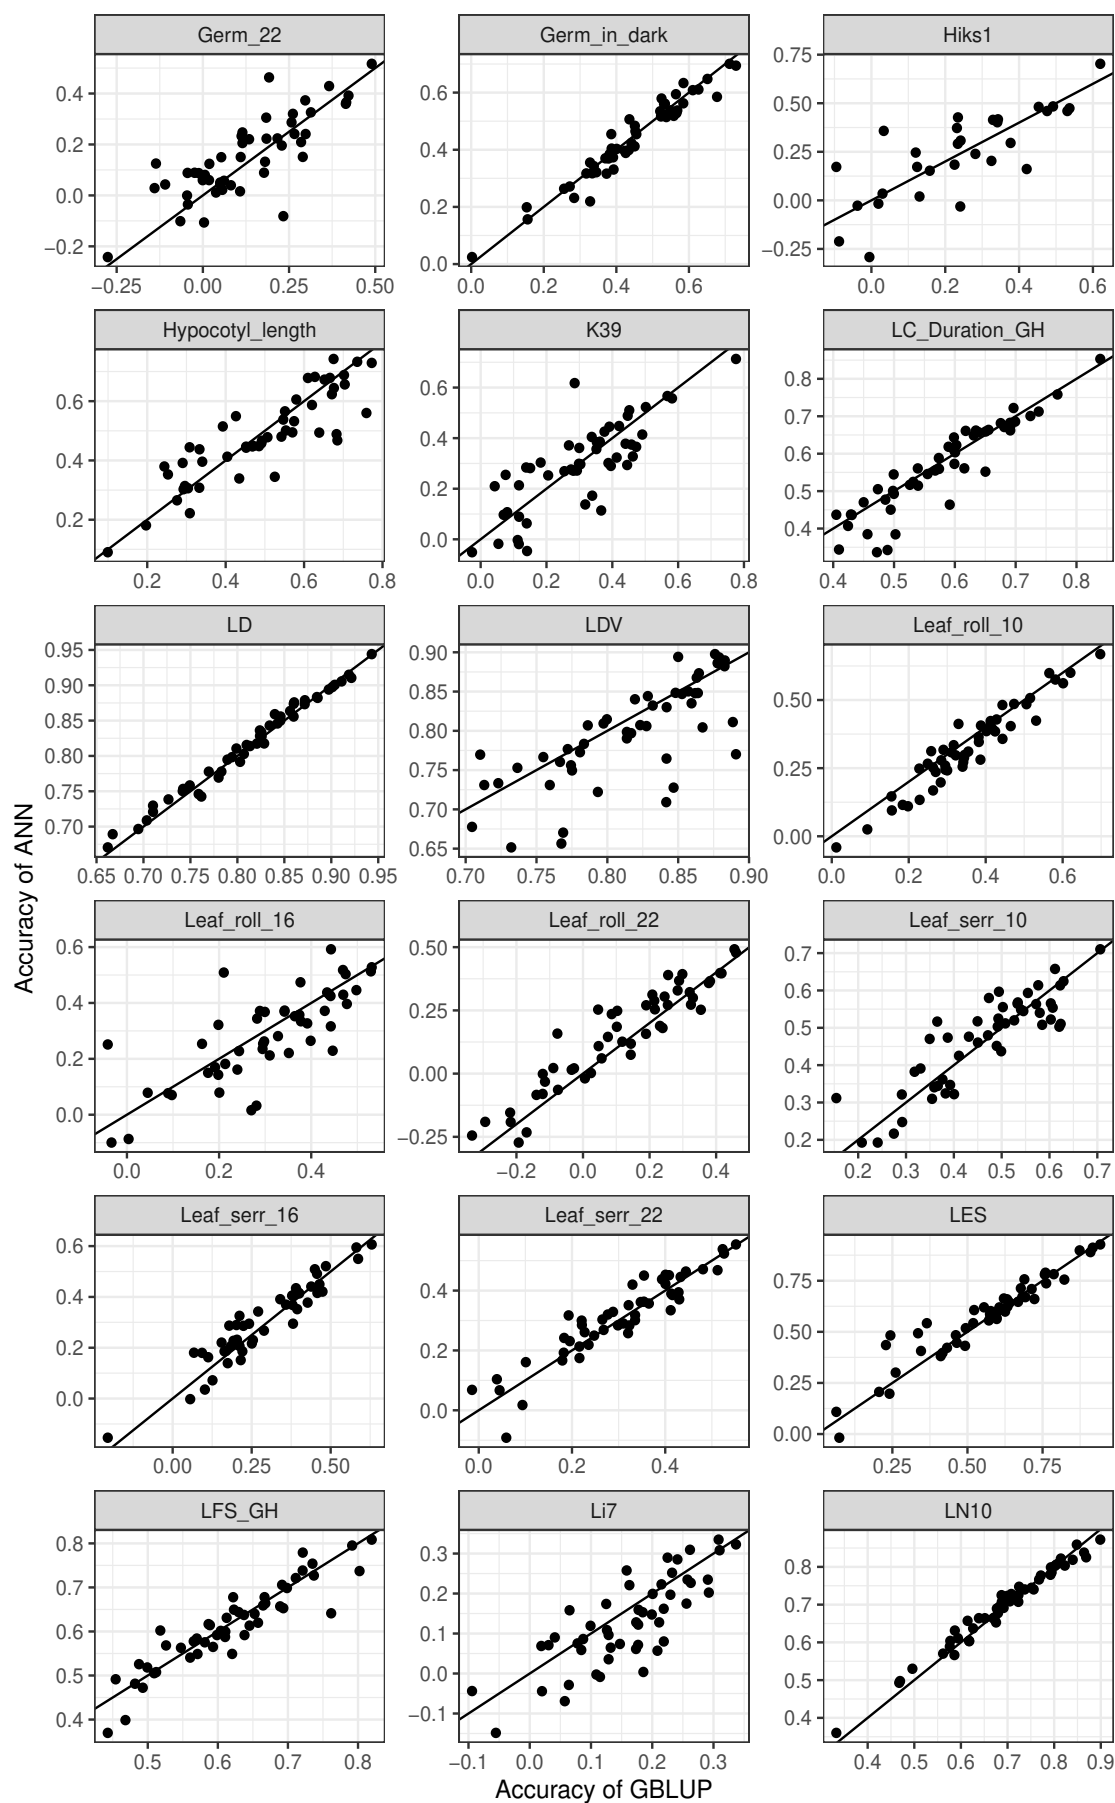 Germ_22 Germ_in_dark Hiks1
0.4 0.6 0.75
0.2 0.4 0.50
0.0 0.2 0.25
−0.2 0.0 0.00
−0.25
−0.25 0.00 0.25 0.50 0.0 0.2 0.4 0.6 0.0 0.2 0.4 0.6
Hypocotyl_length K39 LC_Duration_GH
0.6 0.6 0.8
0.4 0.4 0.7
0.2 0.2 0.6
0.0 0.5
0.4
0.2 0.4 0.6 0.8 0.0 0.2 0.4 0.6 0.8 0.4 0.5 0.6 0.7 0.8
LD LDV Leaf_roll_10
0.95 0.90 0.50
0.90 0.85 0.25
0.85 0.80 0.00
0.80 0.75
0.75 0.70
0.70 0.65
0.65 0.70 0.75 0.80 0.85 0.90 0.95 0.70 0.75 0.80 0.85 0.90 0.0 0.2 0.4 0.6
Accuracy of ANN
Leaf_roll_16 Leaf_roll_22 Leaf_serr_10
0.6 0.50 0.7
0.4 0.25 0.6
0.2 0.00 0.5
0.0 −0.25 0.4
0.3
0.2
0.0 0.2 0.4 −0.2 0.0 0.2 0.4 0.2 0.3 0.4 0.5 0.6 0.7
Leaf_serr_16 Leaf_serr_22 LES
0.6 0.4 0.75
0.4 0.2 0.50
0.2 0.0 0.25
0.0 0.00
0.00 0.25 0.50 0.0 0.2 0.4 0.25 0.50 0.75
LFS_GH Li7 LN10
0.8 0.3 0.8
0.7 0.2 0.7
0.6 0.1 0.6
0.5 0.0 0.5
0.4 −0.1 0.4
0.5 0.6 0.7 0.8 −0.1 0.0 0.1 0.2 0.3 0.4 0.5 0.6 0.7 0.8 0.9
Accuracy of GBLUP